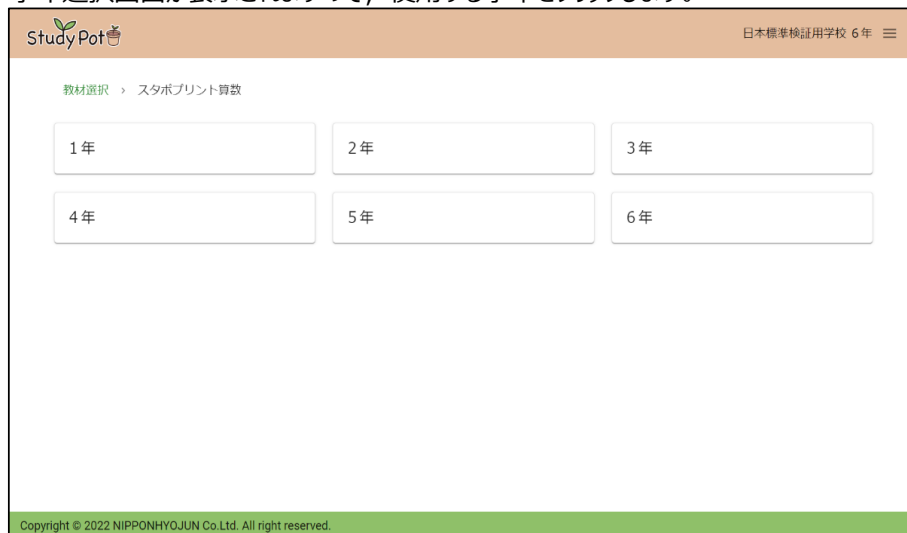 学年選択画面が表示されますので，使用する学年をクリックします。
Study Pot
日本標準検証用学校 6年
教材選択 › スタポプリント算数
1年
2年
3年
4年
5年
6年
Copyright © 2022 NIPPONHYOJUN Co.Ltd. All right reserved.